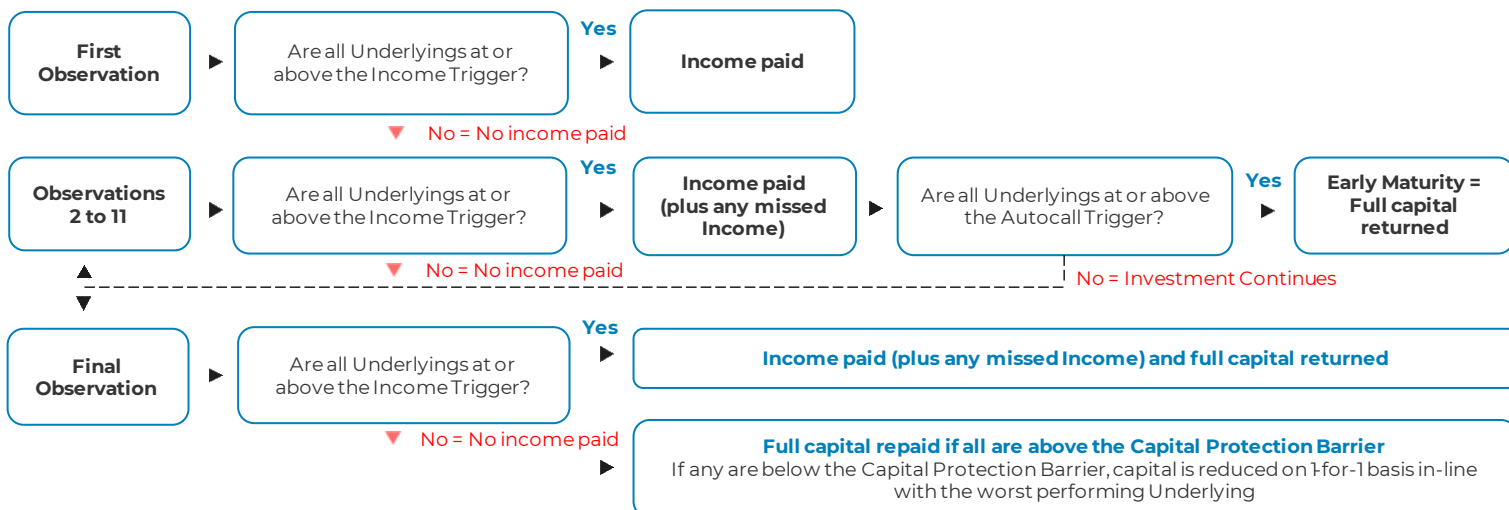 First
Observation
Are all Underlyings at or
above the Income Trigger?
Yes
Income paid
No = No income paid
Observations
2 to 11
Are all Underlyings at or
above the Income Trigger?
Yes
Income paid
(plus any missed
Income)
Are all Underlyings at or above
the Autocall Trigger?
Yes
Early Maturity =
Full capital
returned
No = No income paid
No = Investment Continues
Final
Observation
Are all Underlyings at or
above the Income Trigger?
Yes
Income paid (plus any missed Income) and full capital returned
No = No income paid
Full capital repaid if all are above the Capital Protection Barrier
If any are below the Capital Protection Barrier, capital is reduced on 1-for-1 basis in-line
with the worst performing Underlying